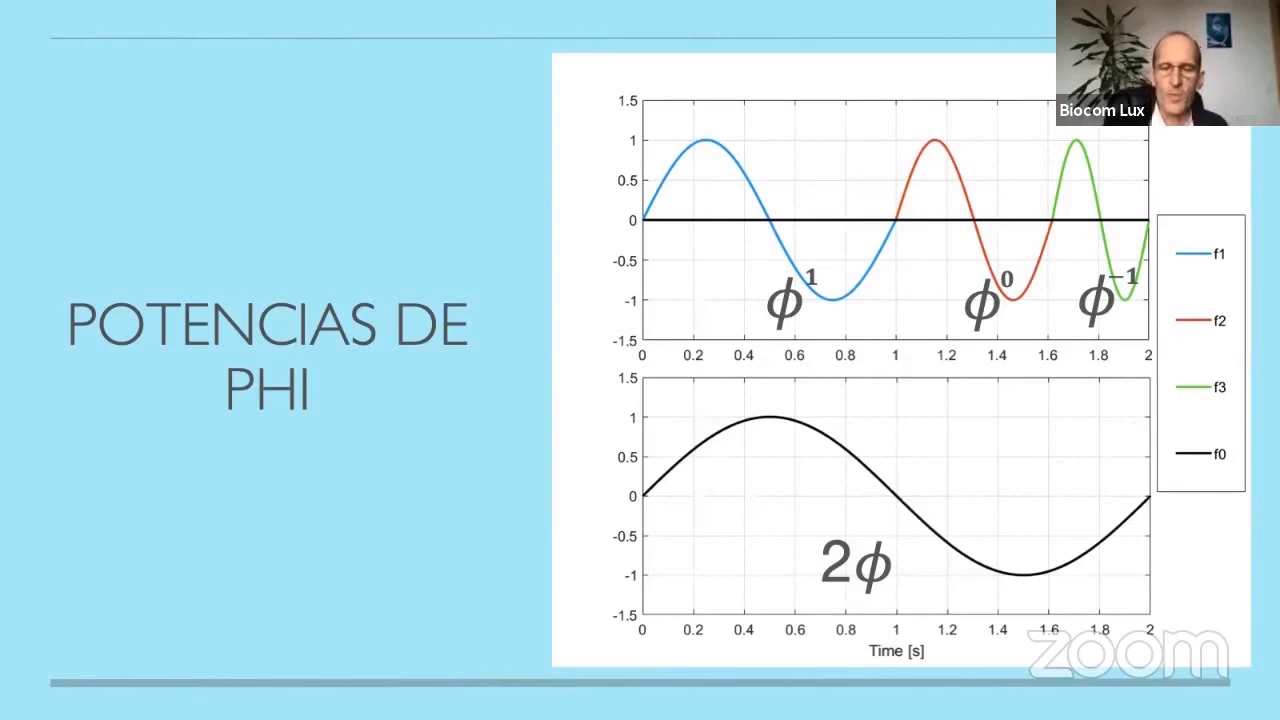 Biocom Lux
POTENCIAS DE
PHI
1.5
1
0.5
0
-0.5
-1
-1.5
ϕ¹ ϕ⁰ ϕ⁻¹
0 0.2 0.4 0.6 0.8 1 1.2 1.4 1.6 1.8 2
f1
f2
f3
f0
1.5
1
0.5
0
-0.5
-1
-1.5
2ϕ
0 0.2 0.4 0.6 0.8 1 1.2 1.4 1.6 1.8 2
Time [s]
zoom